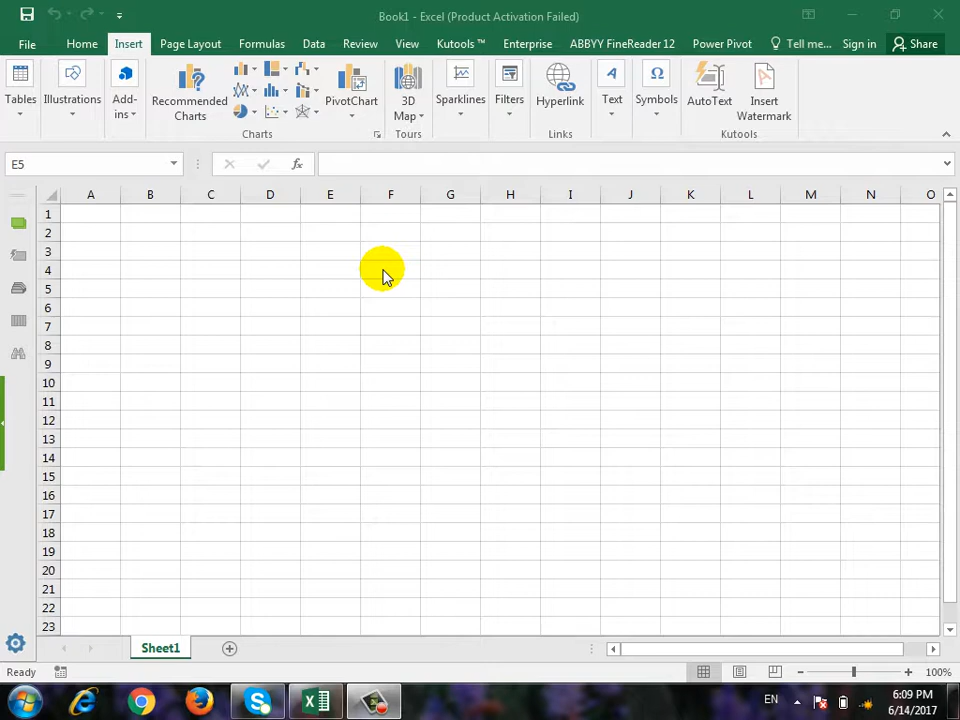 Book1 - Excel (Product Activation Failed)
File Home Insert Page Layout Formulas Data Review View Kutools ™ Enterprise ABBYY FineReader 12 Power Pivot Tell me... Sign in Share
Tables Illustrations Add-ins Recommended Charts PivotChart 3D Map Sparklines Filters Hyperlink Text Symbols AutoText Insert Watermark
Charts Tours Links Kutools
E5 fx
A B C D E F G H I J K L M N O
1
2
3
4
5
6
7
8
9
10
11
12
13
14
15
16
17
18
19
20
21
22
23
Sheet1
Ready 100%
EN 6:09 PM
6/14/2017